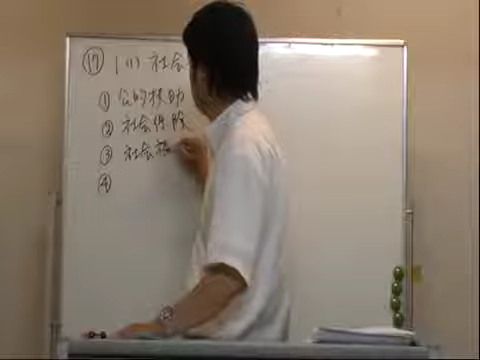 ⑰ 1 (1) 社会
① 公的扶助
② 社会保険
③ 社会福
④